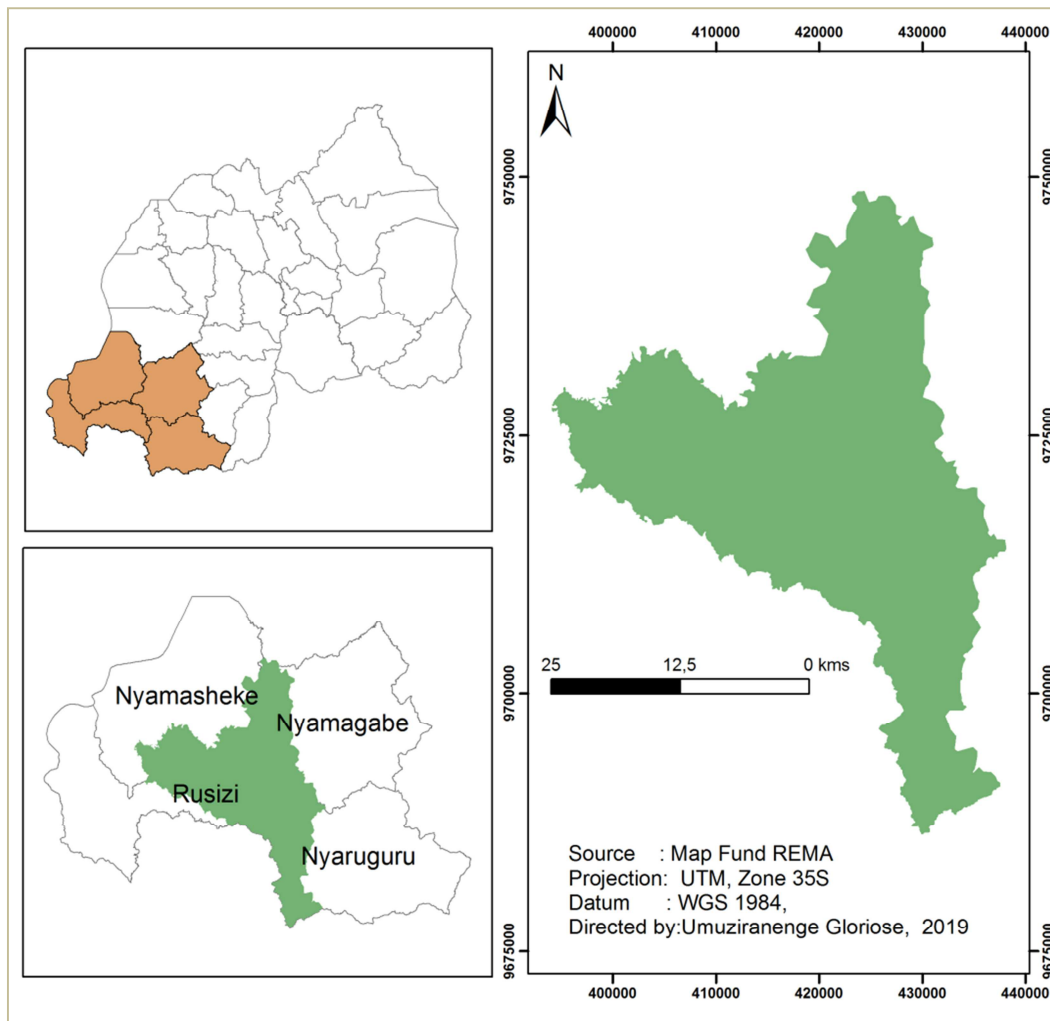 400000 410000 420000 430000 440000
N
9750000 9750000
9725000 9725000
25 12,5 0 kms
9700000 9700000
Nyamasheke
Nyamagabe
Rusizi
Nyaruguru
Source : Map Fund REMA
Projection: UTM, Zone 35S
Datum : WGS 1984,
Directed by:Umuziranenge Gloriose, 2019
9675000 9675000
400000 410000 420000 430000 440000